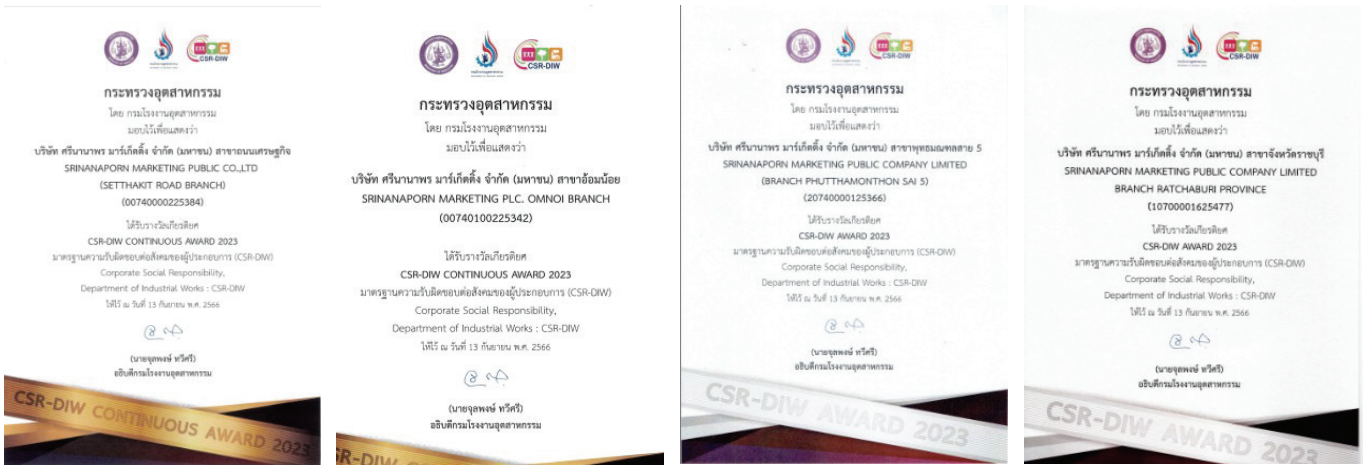 CSR-DIW
กระทรวงอุตสาหกรรม
โดย กรมโรงงานอุตสาหกรรม
มอบไว้เพื่อแสดงว่า
บริษัท ศรีนานาพร มาร์เก็ตติ้ง จำกัด (มหาชน) สาขาถนนเศรษฐกิจ
SRINANAPORN MARKETING PUBLIC CO.,LTD
(SETTHAKIT ROAD BRANCH)
(00740000225384)
ได้รับรางวัลเกียรติยศ
CSR-DIW CONTINUOUS AWARD 2023
มาตรฐานความรับผิดชอบต่อสังคมของผู้ประกอบการ (CSR-DIW)
Corporate Social Responsibility,
Department of Industrial Works : CSR-DIW
ให้ไว้ ณ วันที่ 13 กันยายน พ.ศ. 2566
(นายจุลพงษ์ ทวีศรี)
อธิบดีกรมโรงงานอุตสาหกรรม
CSR-DIW CONTINUOUS AWARD 2023
CSR-DIW
กระทรวงอุตสาหกรรม
โดย กรมโรงงานอุตสาหกรรม
มอบไว้เพื่อแสดงว่า
บริษัท ศรีนานาพร มาร์เก็ตติ้ง จำกัด (มหาชน) สาขาอ้อมน้อย
SRINANAPORN MARKETING PLC. OMNOI BRANCH
(00740100225342)
ได้รับรางวัลเกียรติยศ
CSR-DIW CONTINUOUS AWARD 2023
มาตรฐานความรับผิดชอบต่อสังคมของผู้ประกอบการ (CSR-DIW)
Corporate Social Responsibility,
Department of Industrial Works : CSR-DIW
ให้ไว้ ณ วันที่ 13 กันยายน พ.ศ. 2566
(นายจุลพงษ์ ทวีศรี)
อธิบดีกรมโรงงานอุตสาหกรรม
CSR-DIW
กระทรวงอุตสาหกรรม
โดย กรมโรงงานอุตสาหกรรม
มอบไว้เพื่อแสดงว่า
บริษัท ศรีนานาพร มาร์เก็ตติ้ง จำกัด (มหาชน) สาขาพุทธมณฑลสาย 5
SRINANAPORN MARKETING PUBLIC COMPANY LIMITED
(BRANCH PHUTTHAMONTHON SAI 5)
(20740000125366)
ได้รับรางวัลเกียรติยศ
CSR-DIW AWARD 2023
มาตรฐานความรับผิดชอบต่อสังคมของผู้ประกอบการ (CSR-DIW)
Corporate Social Responsibility,
Department of Industrial Works : CSR-DIW
ให้ไว้ ณ วันที่ 13 กันยายน พ.ศ. 2566
(นายจุลพงษ์ ทวีศรี)
อธิบดีกรมโรงงานอุตสาหกรรม
CSR-DIW AWARD 2023
CSR-DIW
กระทรวงอุตสาหกรรม
โดย กรมโรงงานอุตสาหกรรม
มอบไว้เพื่อแสดงว่า
บริษัท ศรีนานาพร มาร์เก็ตติ้ง จำกัด (มหาชน) สาขาจังหวัดราชบุรี
SRINANAPORN MARKETING PUBLIC COMPANY LIMITED
BRANCH RATCHABURI PROVINCE
(10700001625477)
ได้รับรางวัลเกียรติยศ
CSR-DIW AWARD 2023
มาตรฐานความรับผิดชอบต่อสังคมของผู้ประกอบการ (CSR-DIW)
Corporate Social Responsibility,
Department of Industrial Works : CSR-DIW
ให้ไว้ ณ วันที่ 13 กันยายน พ.ศ. 2566
(นายจุลพงษ์ ทวีศรี)
อธิบดีกรมโรงงานอุตสาหกรรม
CSR-DIW AWARD 2023